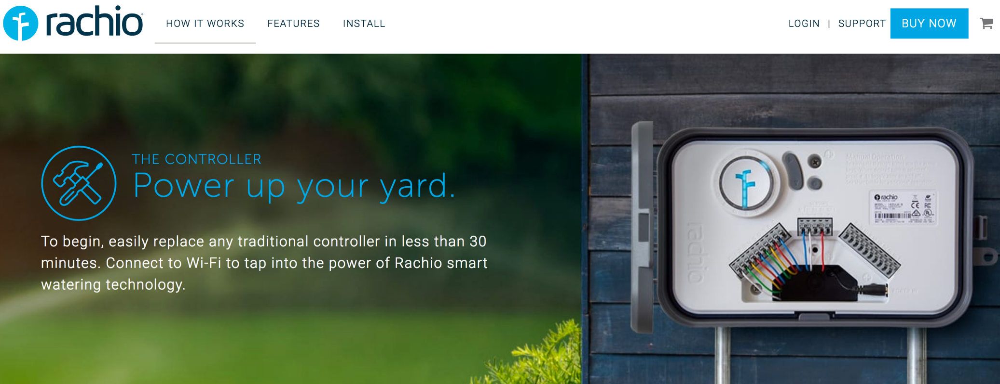 rachio
HOW IT WORKS
FEATURES
INSTALL
LOGIN | SUPPORT
BUY NOW
THE CONTROLLER
Power up your yard.
To begin, easily replace any traditional controller in less than 30
minutes. Connect to Wi-Fi to tap into the power of Rachio smart
watering technology.
Manual Operation
rachio
CE FC
rachio